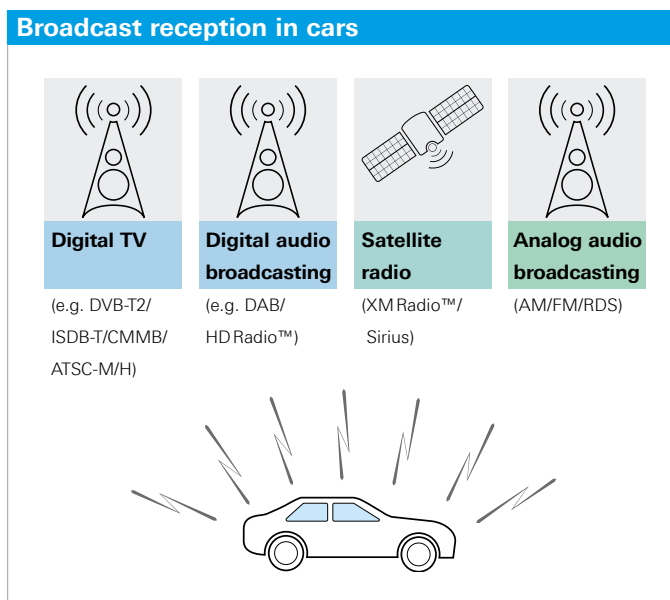 Broadcast reception in cars
Digital TV
(e.g. DVB-T2/
ISDB-T/CMMB/
ATSC-M/H)
Digital audio
broadcasting
(e.g. DAB/
HD Radio™)
Satellite
radio
(XM Radio™/
Sirius)
Analog audio
broadcasting
(AM/FM/RDS)